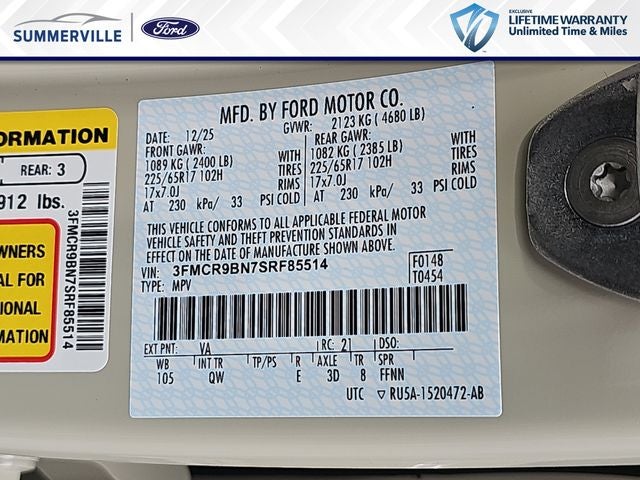 SUMMERVILLE
Ford
EXCLUSIVE
LIFETIME WARRANTY
Unlimited Time & Miles
ORMATION
REAR: 3
912 lbs.
WNERS
AL FOR
IONAL
MATION
3FMCR9BN7SRF85514
MFD. BY FORD MOTOR CO.
DATE: 12/25 GVWR: 2123 KG ( 4680 LB)
FRONT GAWR: REAR GAWR:
1089 KG (2400 LB) WITH 1082 KG (2385 LB) WITH
225/65R17 102H TIRES 225/65R17 102H TIRES
17x7.0J RIMS 17x7.0J RIMS
AT 230 kPa/ 33 PSI COLD AT 230 kPa/ 33 PSI COLD
THIS VEHICLE CONFORMS TO ALL APPLICABLE FEDERAL MOTOR
VEHICLE SAFETY AND THEFT PREVENTION STANDARDS IN
EFFECT ON THE DATE OF MANUFACTURE SHOWN ABOVE.
VIN: 3FMCR9BN7SRF85514 F0148
TYPE: MPV T0454
EXT PNT: VA RC: 21 DSO:
WB INT TR TP/PS R AXLE TR SPR
105 QW E 3D 8 FFNN
UTC ▽ RU5A-1520472-AB